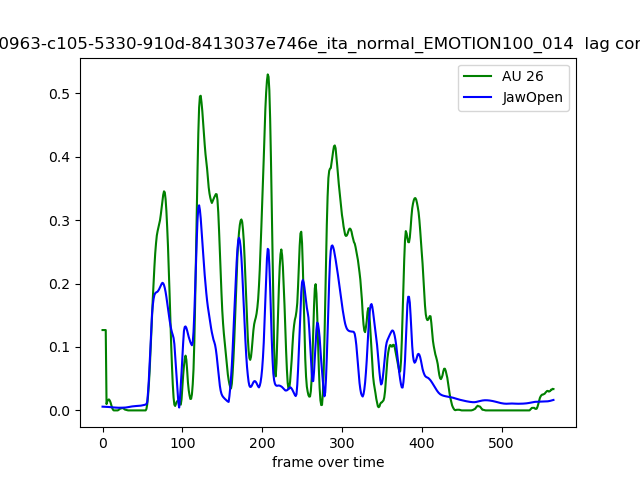 0963-c105-5330-910d-8413037e746e_ita_normal_EMOTION100_014 lag cor
AU 26
JawOpen
0.5
0.4
0.3
0.2
0.1
0.0
0 100 200 300 400 500
frame over time